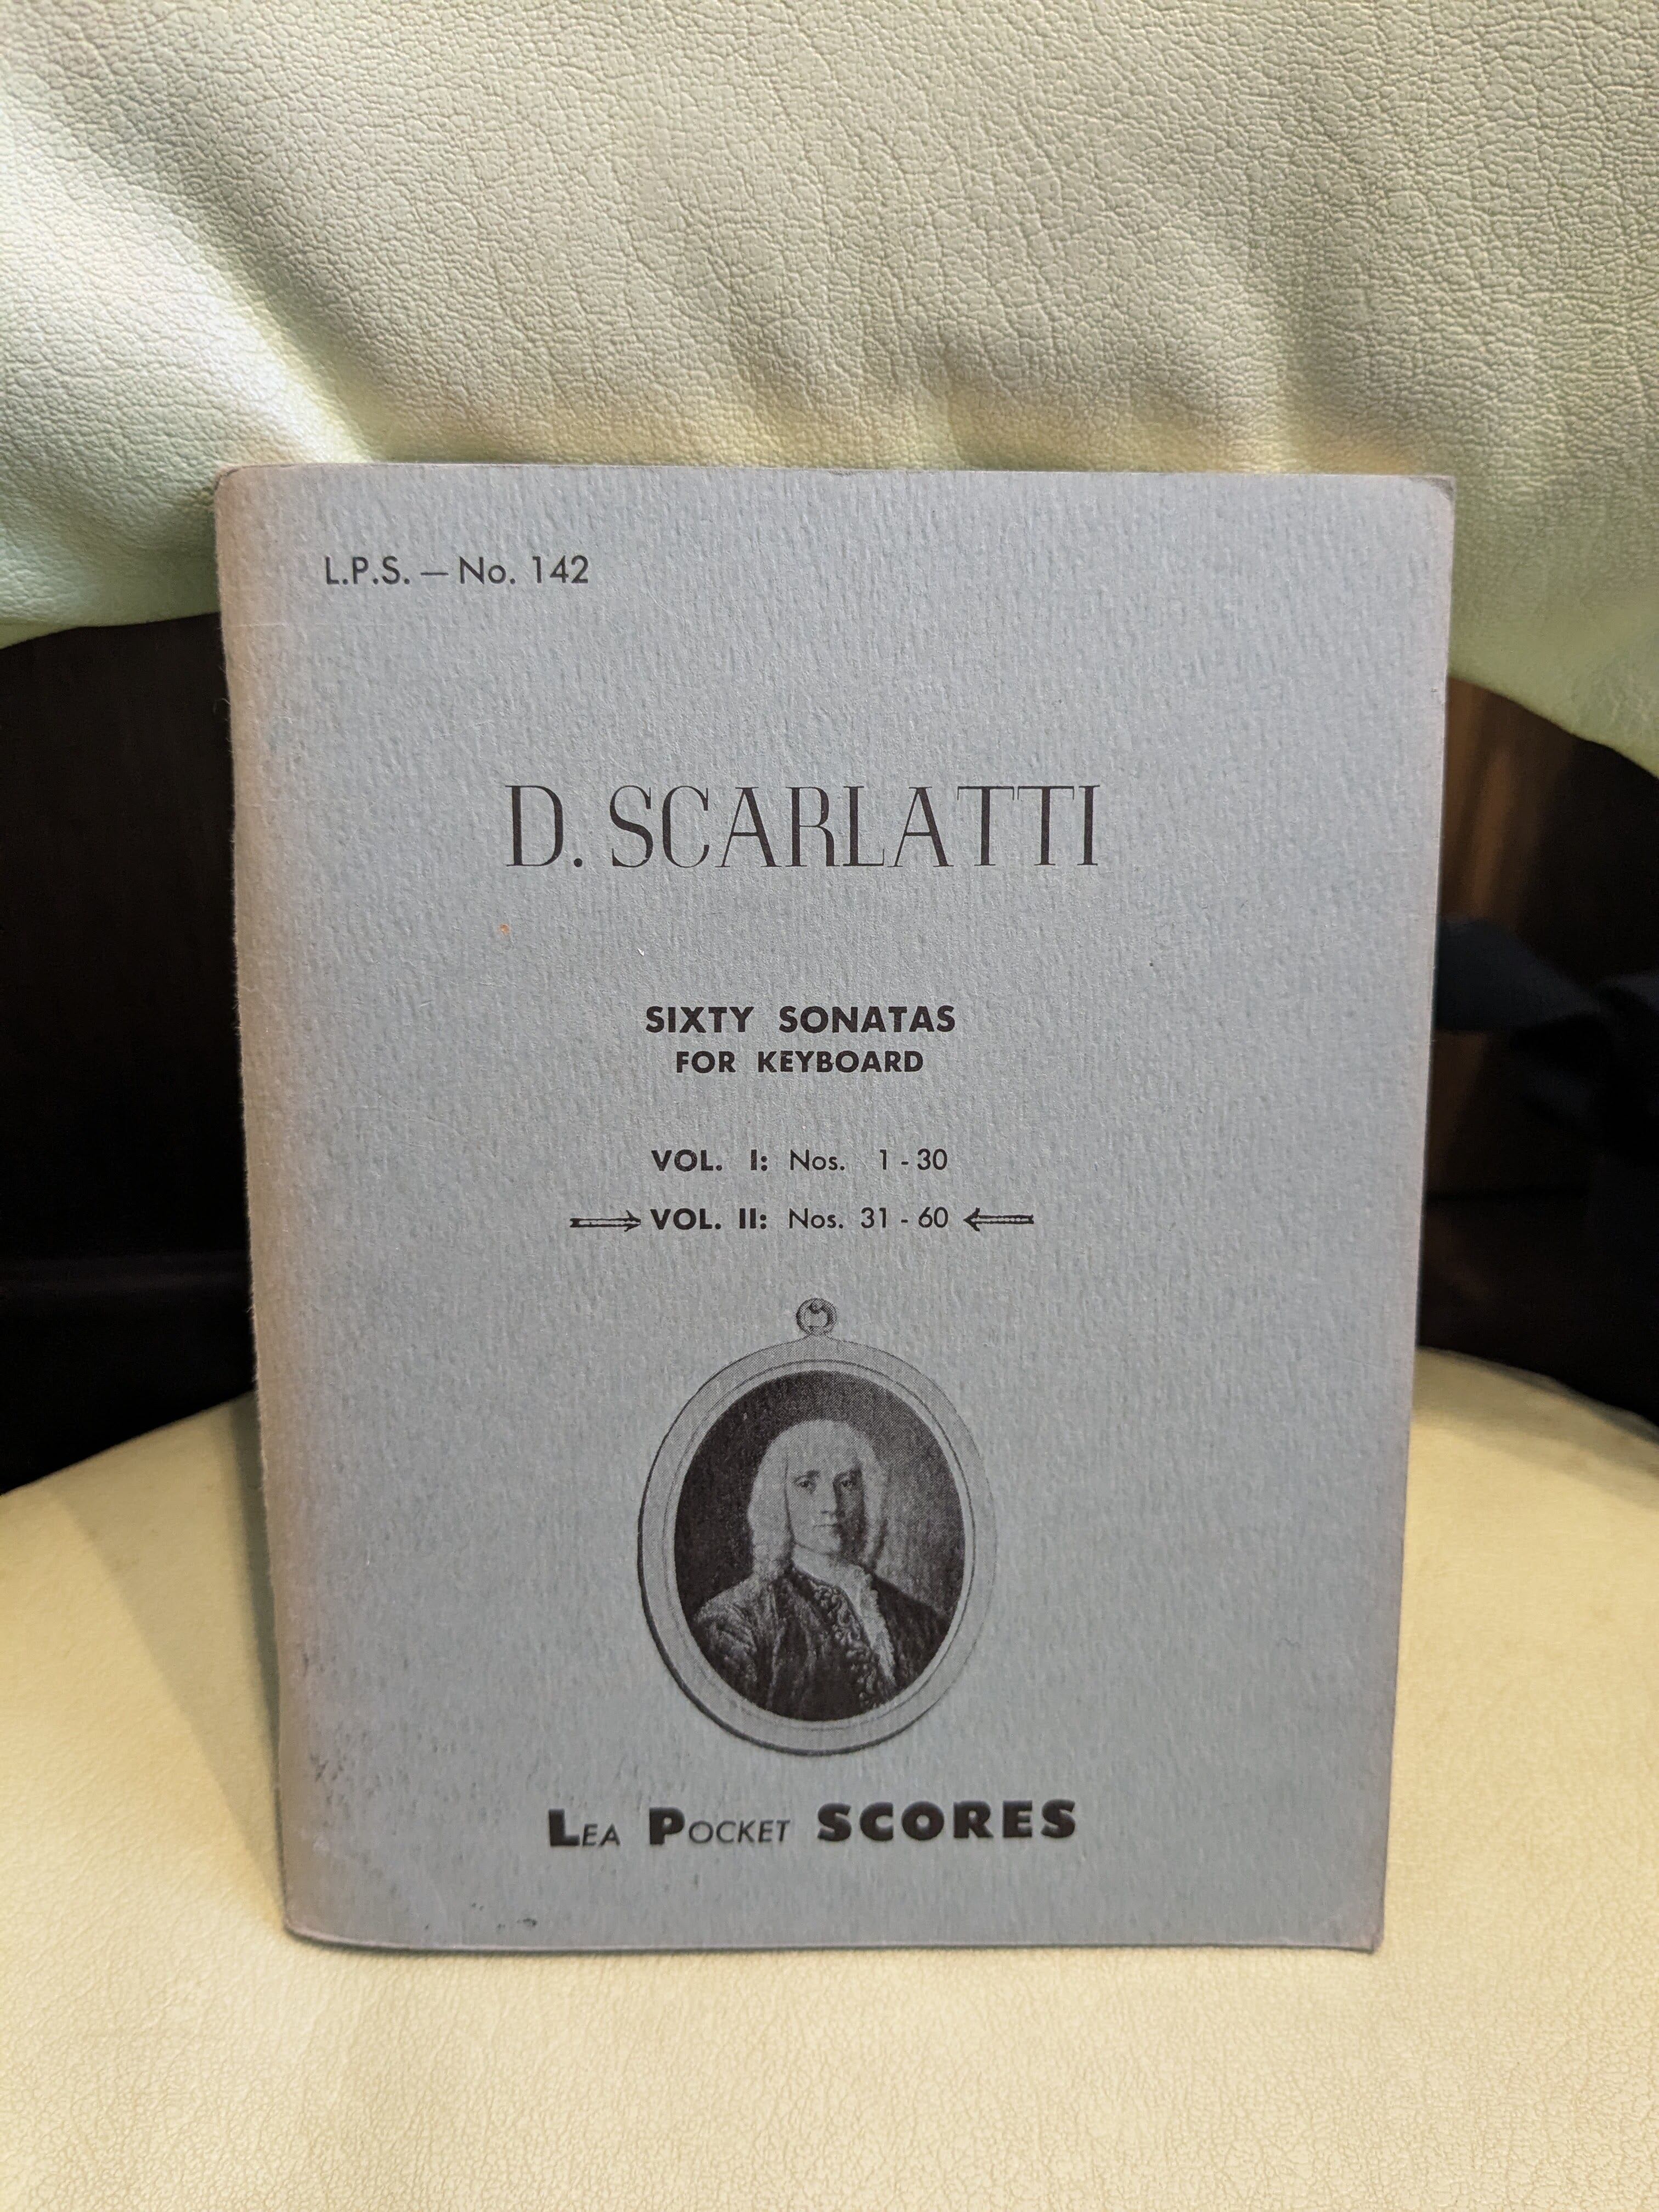 L.P.S. — No. 142
D. SCARLATTI
SIXTY SONATAS
FOR KEYBOARD
VOL. I: Nos. 1 - 30
VOL. II: Nos. 31 - 60
LEA POCKET SCORES